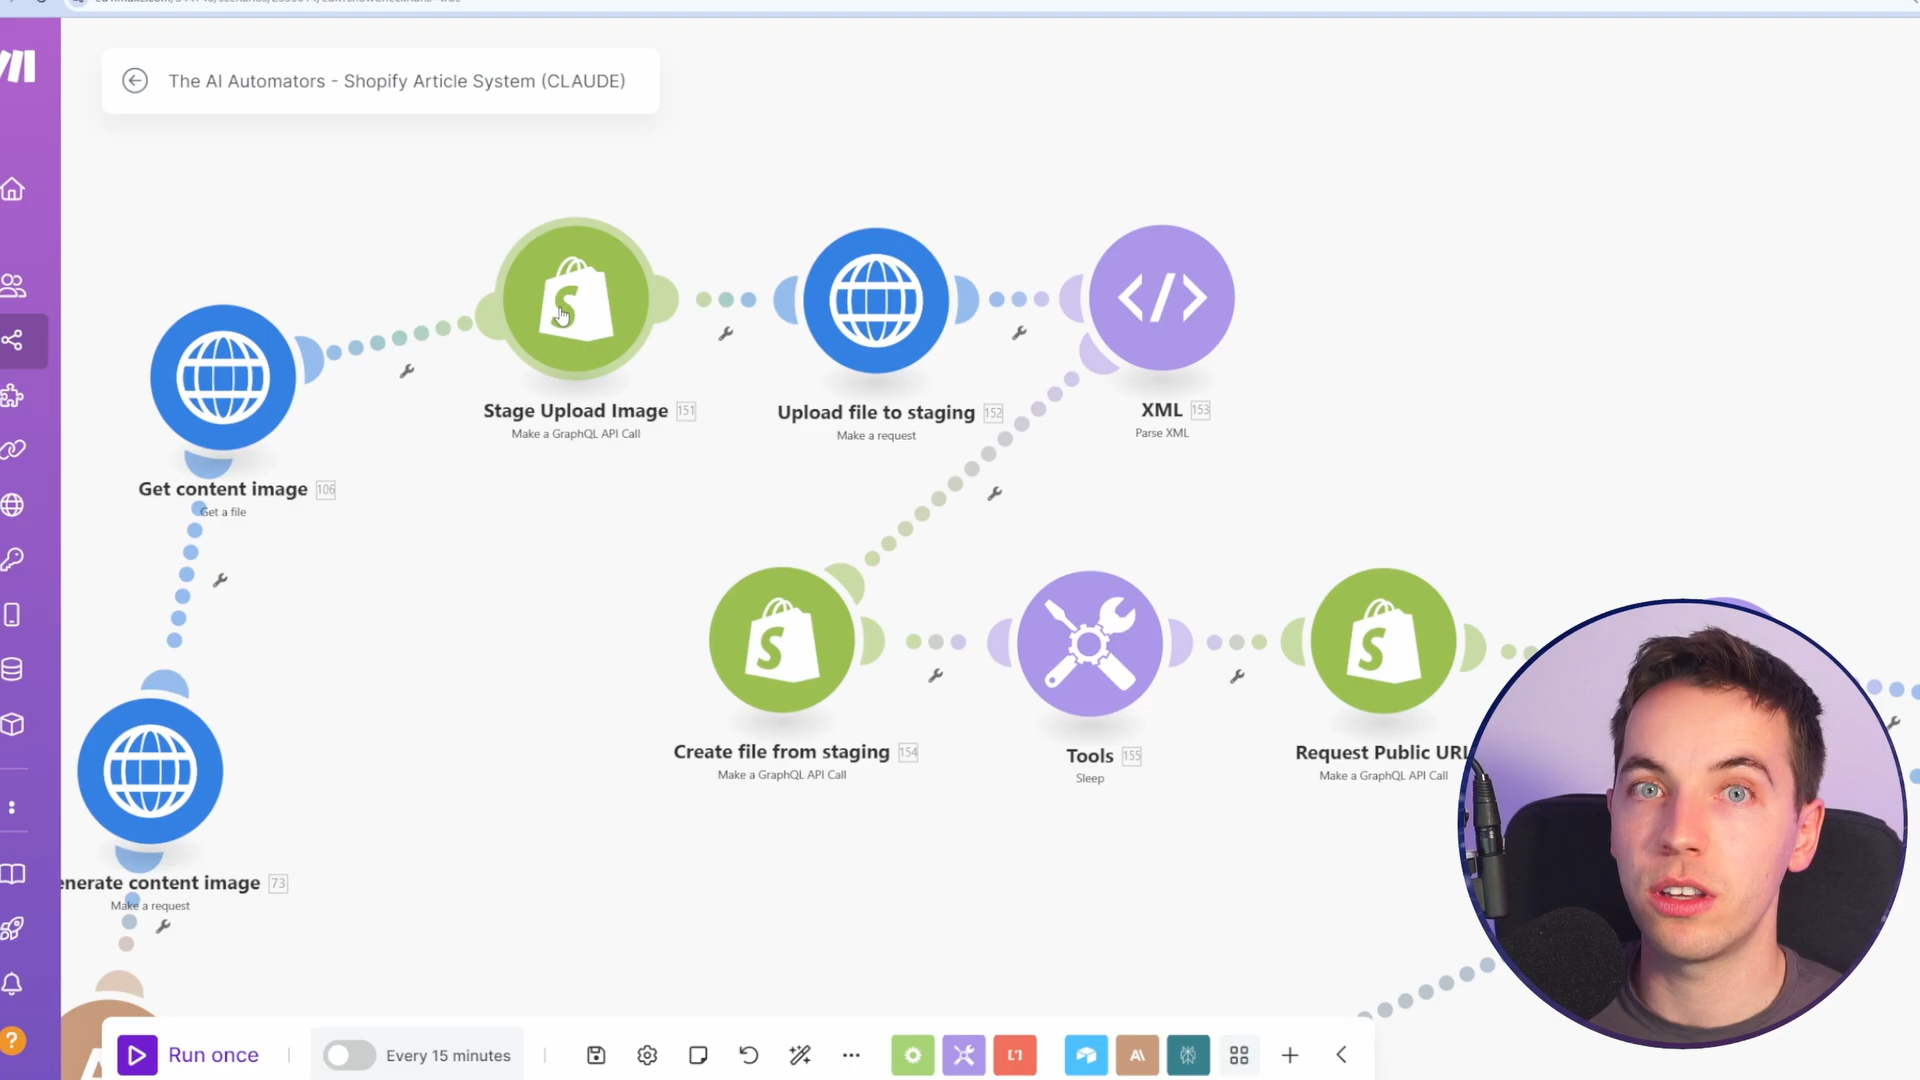 The AI Automators - Shopify Article System (CLAUDE)
Stage Upload Image 151
Make a GraphQL API Call
Upload file to staging 152
Make a request
XML 153
Parse XML
Get content image 106
Get a file
Create file from staging 154
Make a GraphQL API Call
Tools 155
Sleep
Request Public URL
Make a GraphQL API Call
enerate content image 73
Make a request
Run once
Every 15 minutes